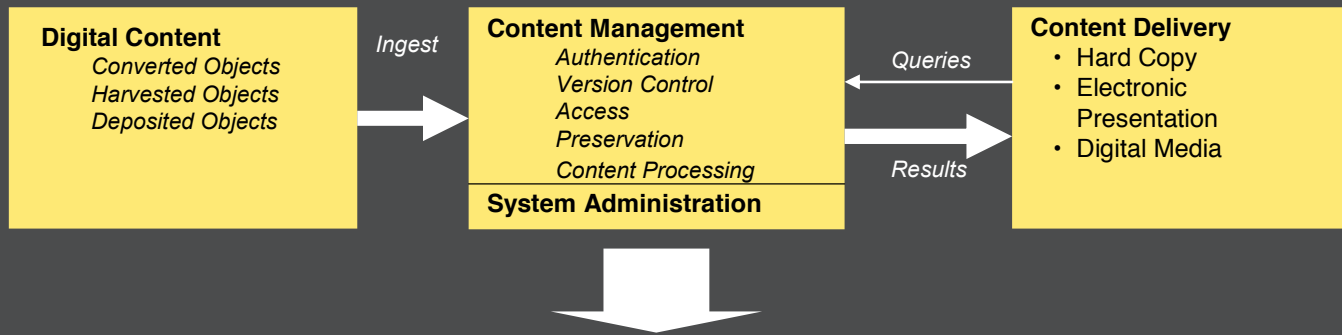 Digital Content
Converted Objects
Harvested Objects
Deposited Objects
Ingest
Content Management
Authentication
Version Control
Access
Preservation
Content Processing
System Administration
Queries
Results
Content Delivery
• Hard Copy
• Electronic
Presentation
• Digital Media